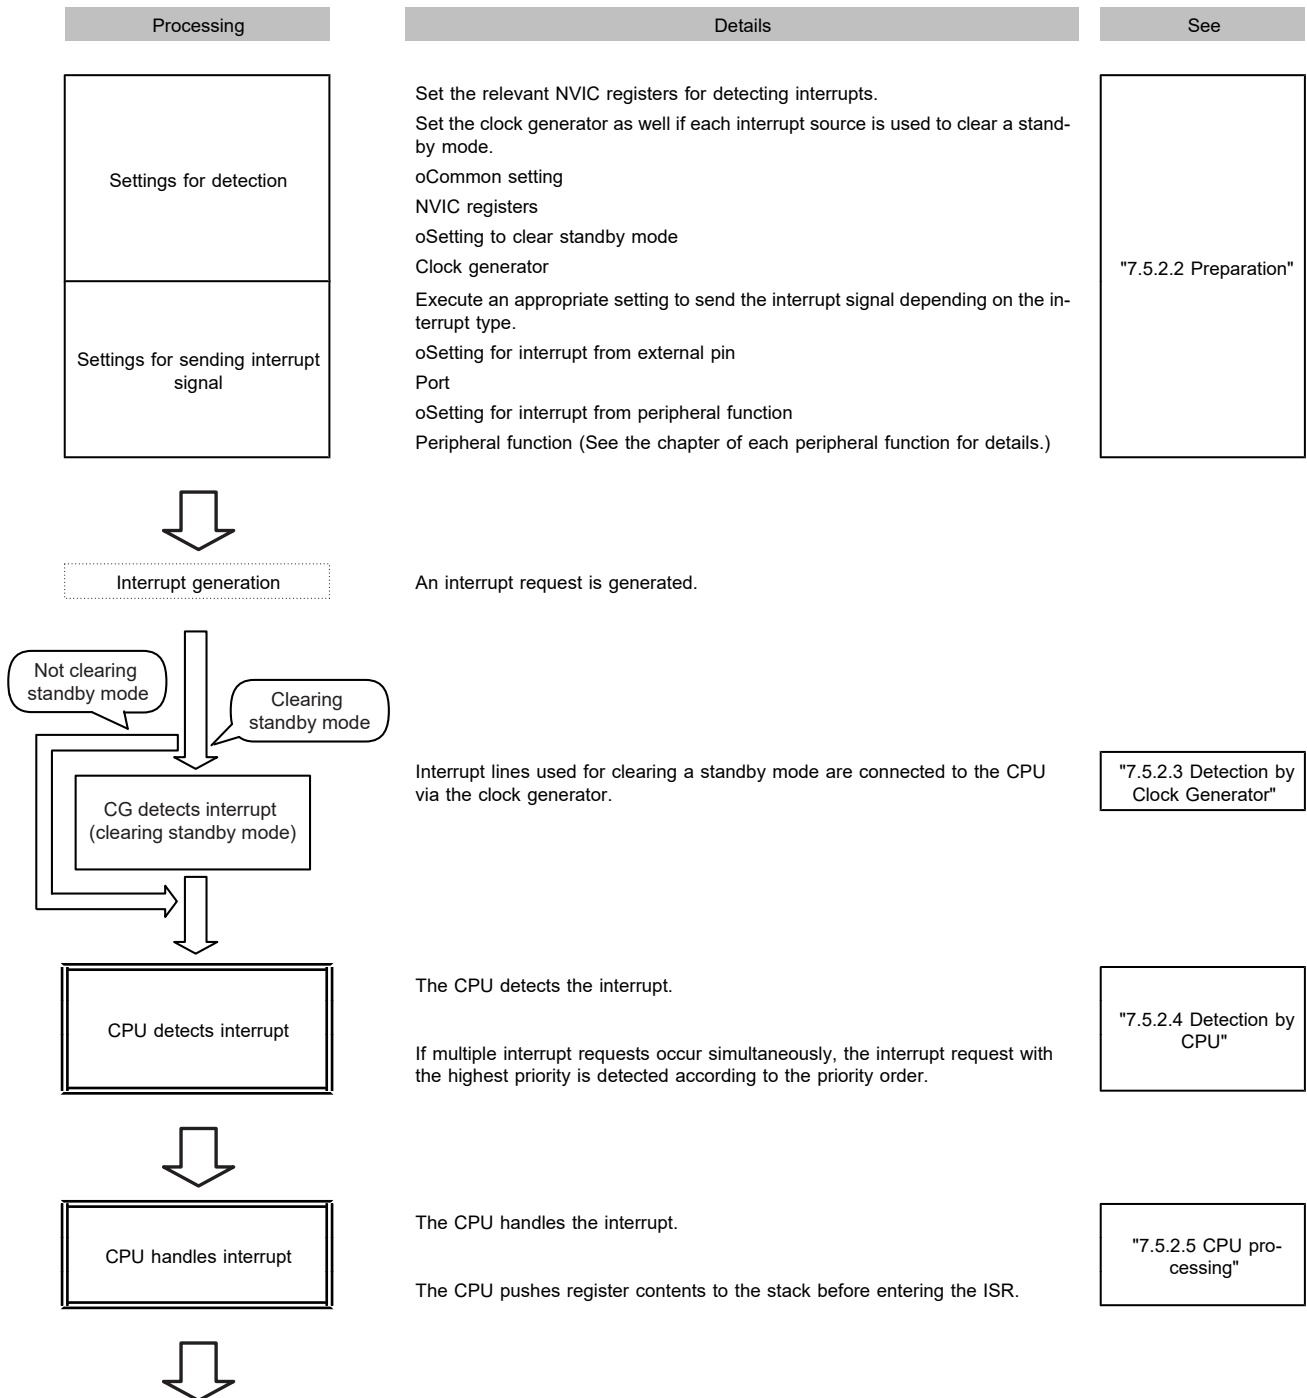 Processing
Details
See
Settings for detection
Set the relevant NVIC registers for detecting interrupts.
Set the clock generator as well if each interrupt source is used to clear a stand-
by mode.
oCommon setting
NVIC registers
oSetting to clear standby mode
Clock generator
"7.5.2.2 Preparation"
Settings for sending interrupt
signal
Execute an appropriate setting to send the interrupt signal depending on the in-
terrupt type.
oSetting for interrupt from external pin
Port
oSetting for interrupt from peripheral function
Peripheral function (See the chapter of each peripheral function for details.)
Interrupt generation
An interrupt request is generated.
Not clearing
standby mode
Clearing
standby mode
CG detects interrupt
(clearing standby mode)
Interrupt lines used for clearing a standby mode are connected to the CPU
via the clock generator.
"7.5.2.3 Detection by
Clock Generator"
CPU detects interrupt
The CPU detects the interrupt.
If multiple interrupt requests occur simultaneously, the interrupt request with
the highest priority is detected according to the priority order.
"7.5.2.4 Detection by
CPU"
CPU handles interrupt
The CPU handles the interrupt.
The CPU pushes register contents to the stack before entering the ISR.
"7.5.2.5 CPU pro-
cessing"